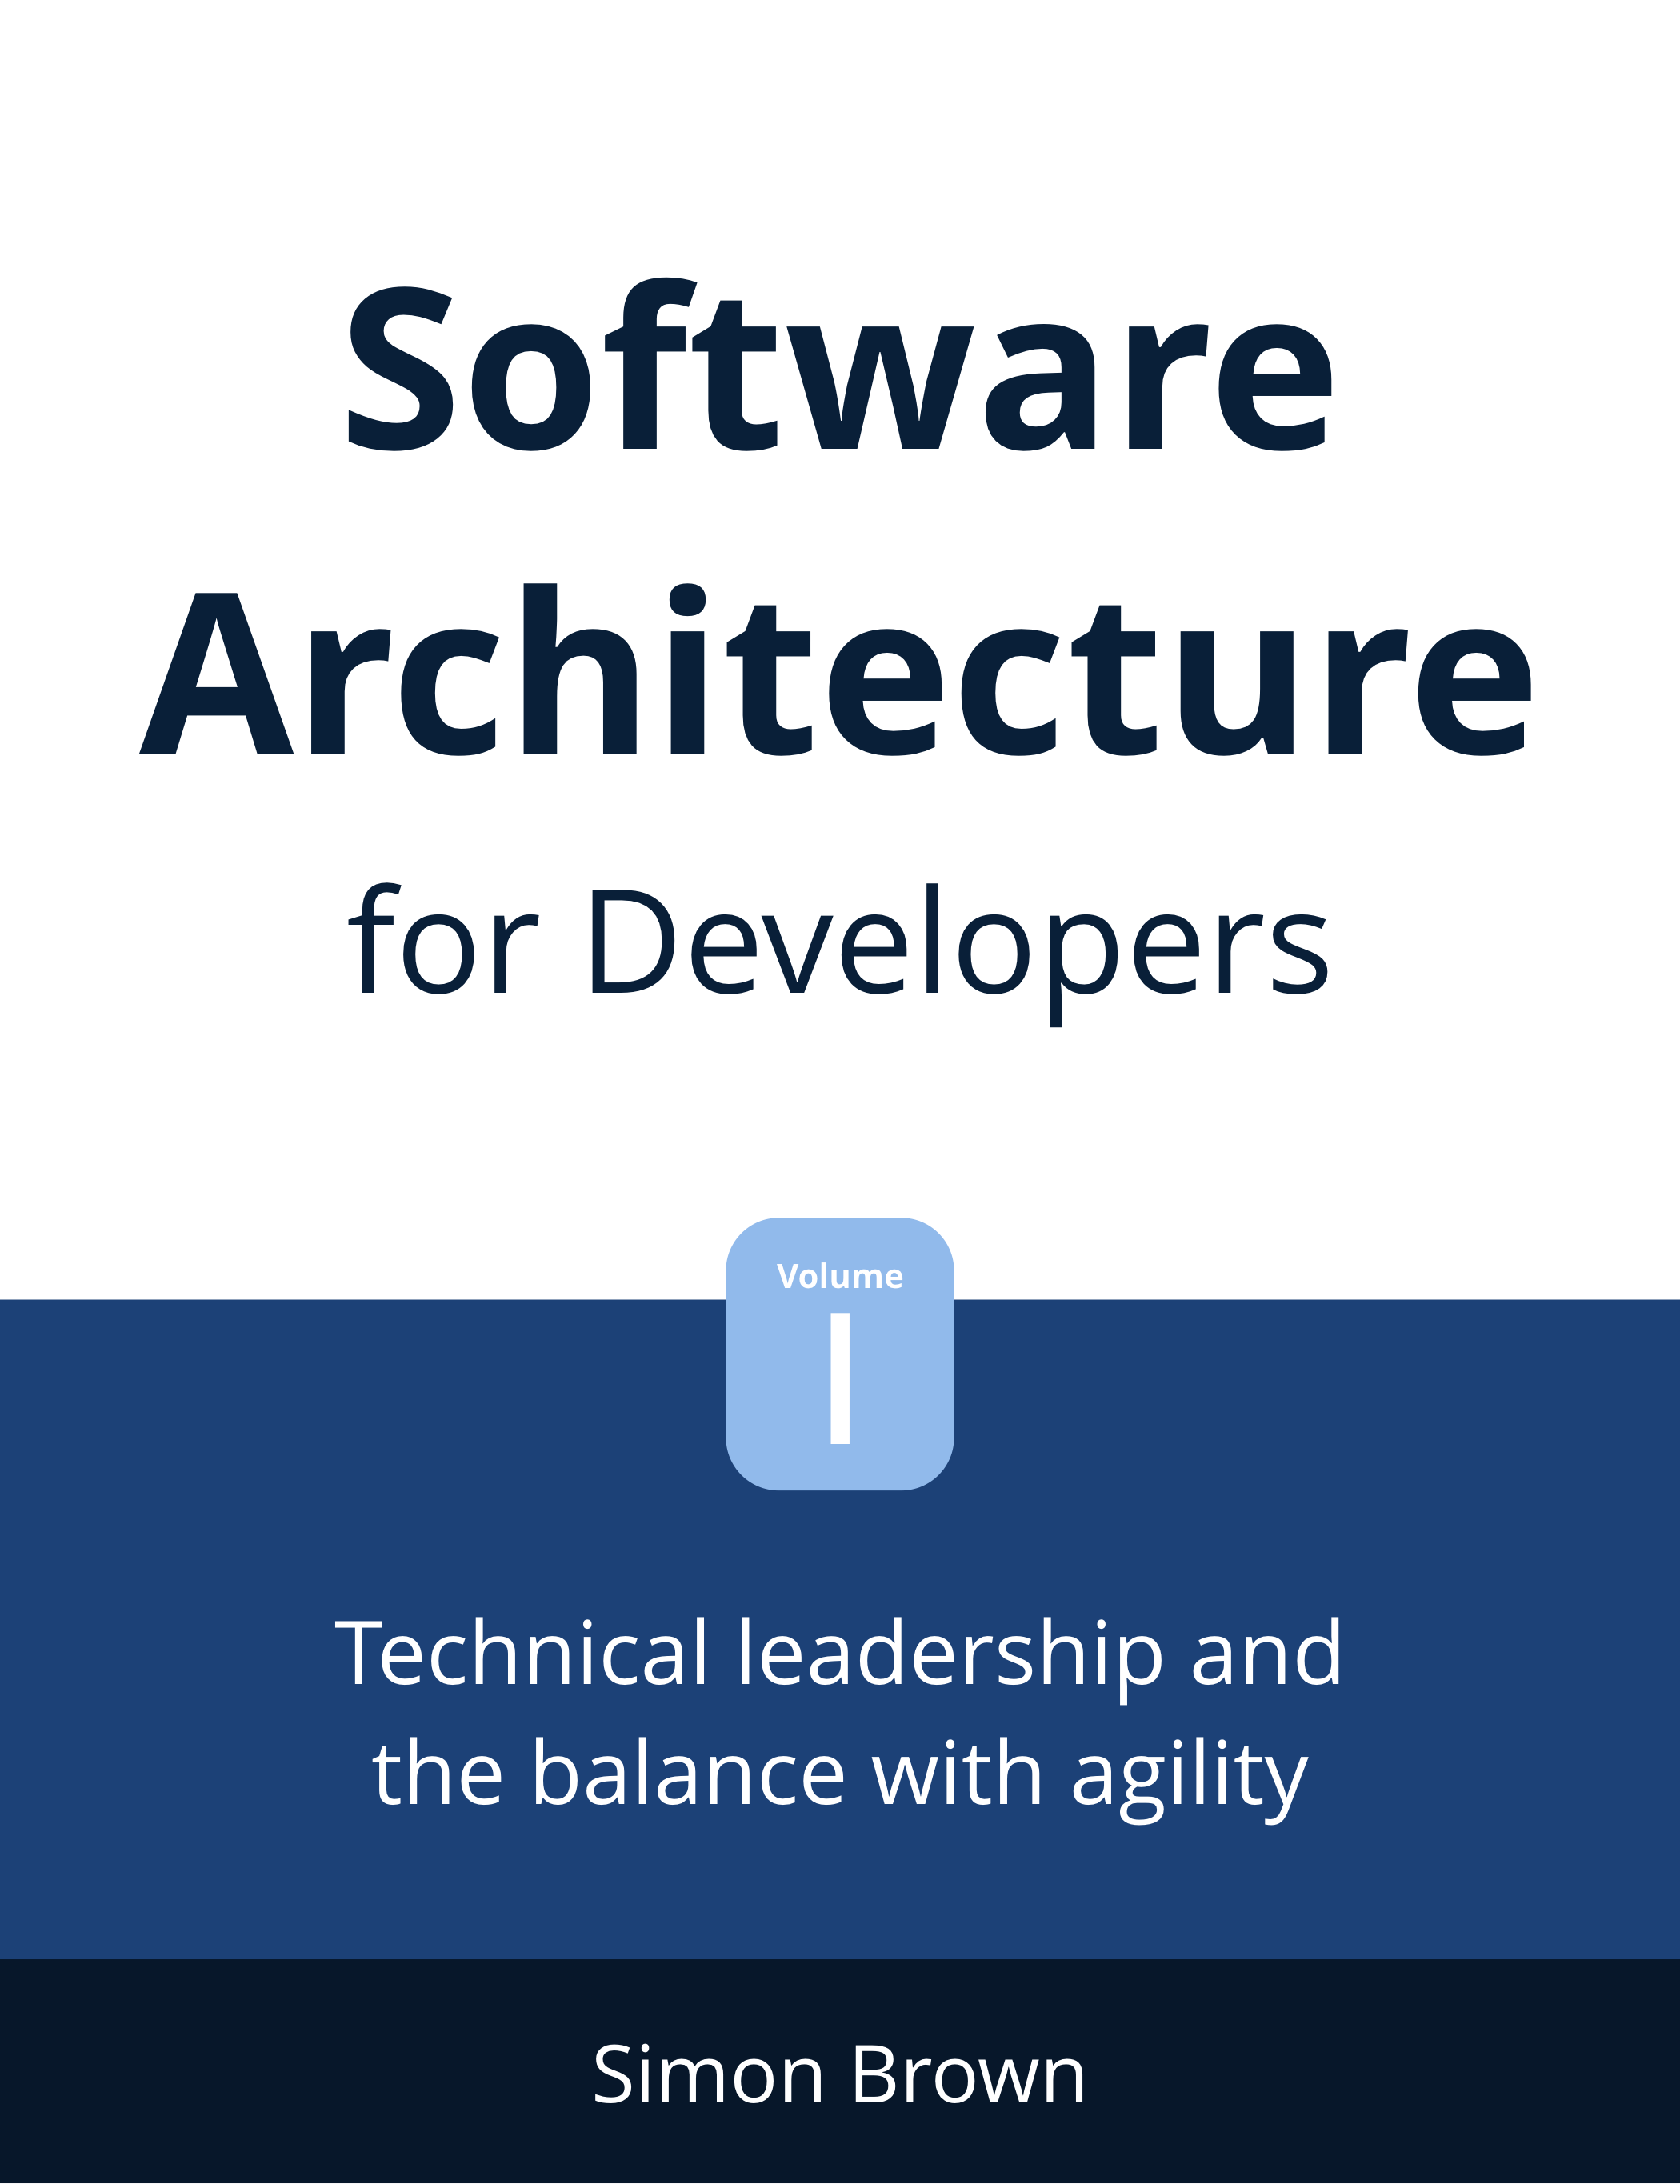 Software
Architecture
for Developers
Volume
I
Technical leadership and
the balance with agility
Simon Brown